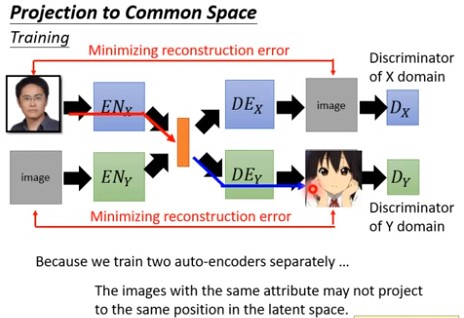 Projection to Common Space
Training
Minimizing reconstruction error
Discriminator
of X domain
EN_X
DE_X
image
D_X
image
EN_Y
DE_Y
D_Y
Minimizing reconstruction error
Discriminator
of Y domain
Because we train two auto-encoders separately …
The images with the same attribute may not project
to the same position in the latent space.